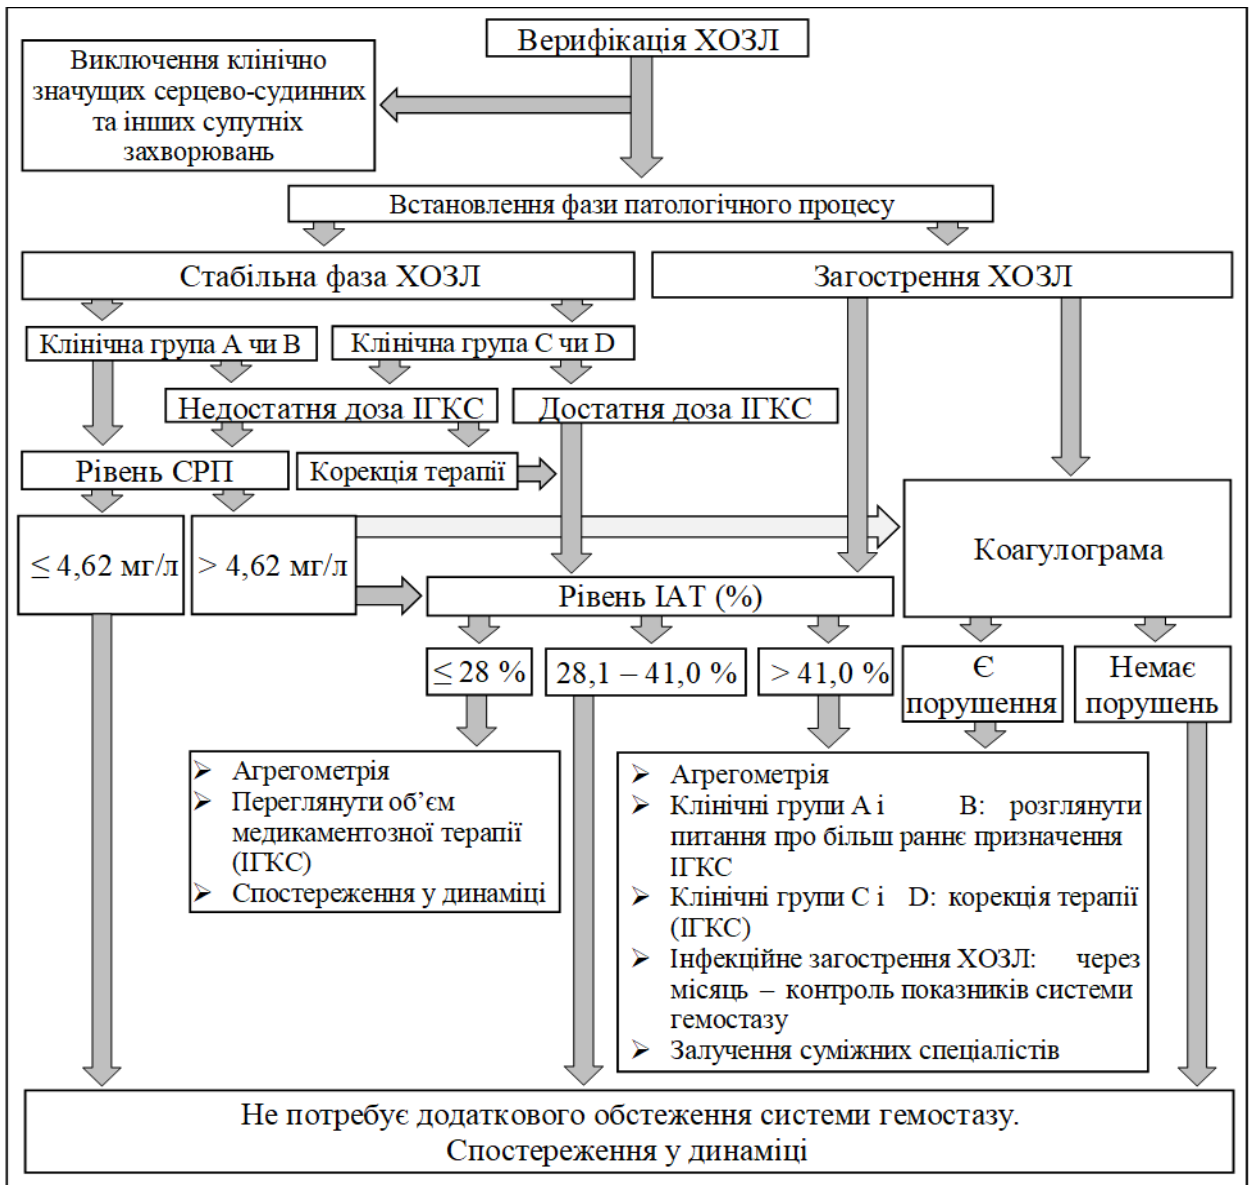 Верифікація ХОЗЛ
Виключення клінічно
значущих серцево-судинних
та інших супутніх
захворювань
Встановлення фази патологічного процесу
Стабільна фаза ХОЗЛ
Загострення ХОЗЛ
Клінічна група А чи В
Клінічна група С чи D
Недостатня доза ІГКС
Достатня доза ІГКС
Рівень СРП
Корекція терапії
≤ 4,62 мг/л
> 4,62 мг/л
Коагулограма
Рівень ІАТ (%)
≤ 28 %
28,1 – 41,0 %
> 41,0 %
Є
порушення
Немає
порушень
➢ Агрегометрія
➢ Переглянути об’єм
медикаментозної терапії
(ІГКС)
➢ Спостереження у динаміці
➢ Агрегометрія
➢ Клінічні групи А і В: розглянути
питання про більш раннє призначення
ІГКС
➢ Клінічні групи С і D: корекція терапії
(ІГКС)
➢ Інфекційне загострення ХОЗЛ: через
місяць – контроль показників системи
гемостазу
➢ Залучення суміжних спеціалістів
Не потребує додаткового обстеження системи гемостазу.
Спостереження у динаміці